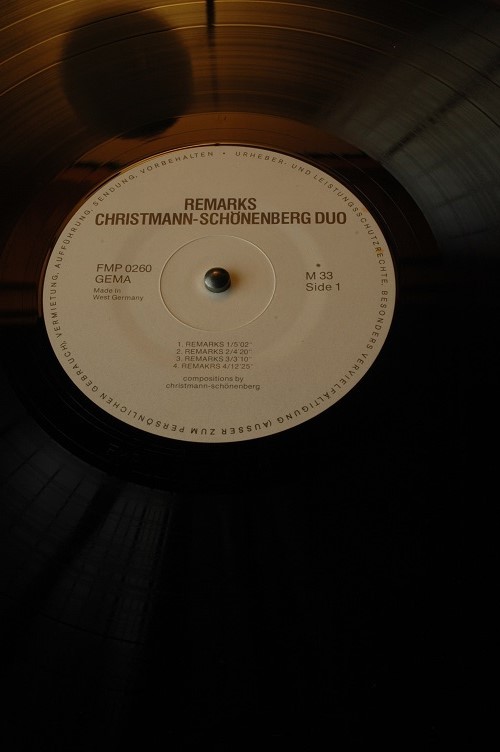 REMARKS
CHRISTMANN-SCHÖNENBERG DUO
FMP 0260
GEMA
Made in
West Germany
M 33
Side 1
1. REMARKS 1/5'02"
2. REMARKS 2/4'20"
3. REMARKS 3/3'10"
4. REMAKRS 4/12'25"
compositions by
christmann-schönenberg
URHEBER- UND LEISTUNGSSCHUTZRECHTE, BESONDERS VERVIELFÄLTIGUNG (AUSSER ZUM PERSÖNLICHEN GEBRAUCH), VERMIETUNG, AUFFÜHRUNG, SENDUNG, VORBEHALTEN •